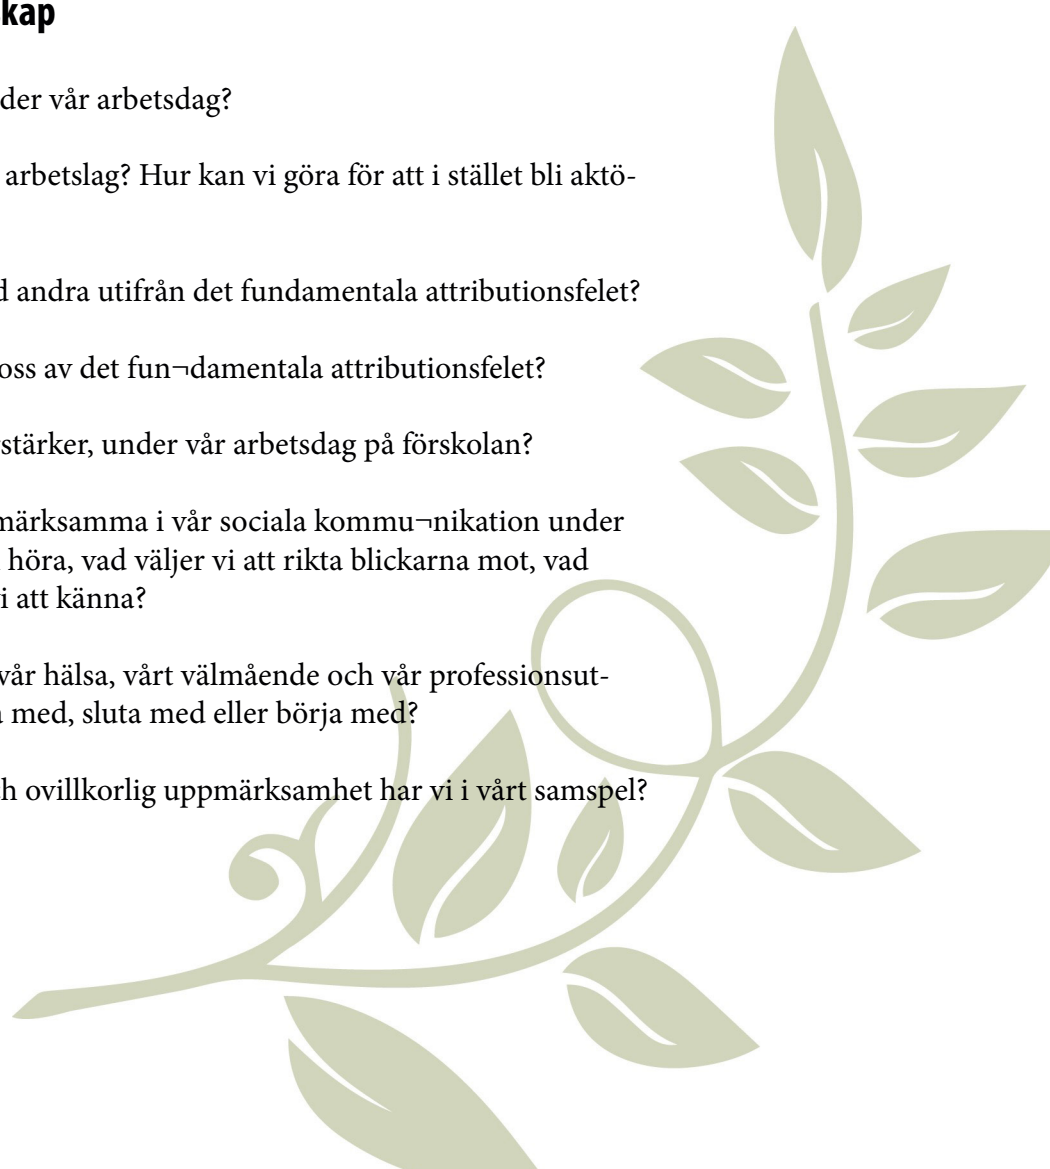 kap
der vår arbetsdag?
arbetslag? Hur kan vi göra för att i stället bli aktö-
d andra utifrån det fundamentala attributionsfelet?
oss av det fun¬damentala attributionsfelet?
stärker, under vår arbetsdag på förskolan?
märksamma i vår sociala kommu¬nikation under
höra, vad väljer vi att rikta blickarna mot, vad
i att känna?
vår hälsa, vårt välmående och vår professionsut-
a med, sluta med eller börja med?
h ovillkorlig uppmärksamhet har vi i vårt samspel?